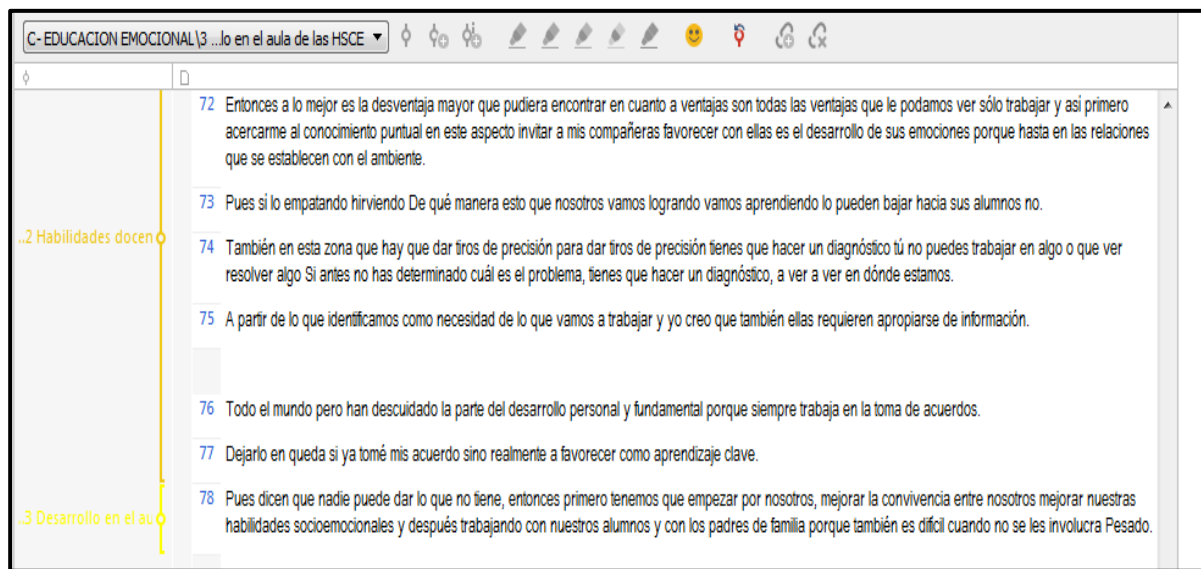 C- EDUCACION EMOCIONAL\3 ...lo en el aula de las HSCE
72 Entonces a lo mejor es la desventaja mayor que pudiera encontrar en cuanto a ventajas son todas las ventajas que le podamos ver sólo trabajar y así primero
acercarme al conocimiento puntual en este aspecto invitar a mis compañeras favorecer con ellas es el desarrollo de sus emociones porque hasta en las relaciones
que se establecen con el ambiente.
73 Pues sí lo empatando hirviendo De qué manera esto que nosotros vamos logrando vamos aprendiendo lo pueden bajar hacia sus alumnos no.
..2 Habilidades docen
74 También en esta zona que hay que dar tiros de precisión para dar tiros de precisión tienes que hacer un diagnóstico tú no puedes trabajar en algo o que ver
resolver algo Si antes no has determinado cuál es el problema, tienes que hacer un diagnóstico, a ver a ver en dónde estamos.
75 A partir de lo que identificamos como necesidad de lo que vamos a trabajar y yo creo que también ellas requieren apropiarse de información.
76 Todo el mundo pero han descuidado la parte del desarrollo personal y fundamental porque siempre trabaja en la toma de acuerdos.
77 Dejarlo en queda si ya tomé mis acuerdo sino realmente a favorecer como aprendizaje clave.
78 Pues dicen que nadie puede dar lo que no tiene, entonces primero tenemos que empezar por nosotros, mejorar la convivencia entre nosotros mejorar nuestras
habilidades socioemocionales y después trabajando con nuestros alumnos y con los padres de familia porque también es difícil cuando no se les involucra Pesado.
..3 Desarrollo en el au